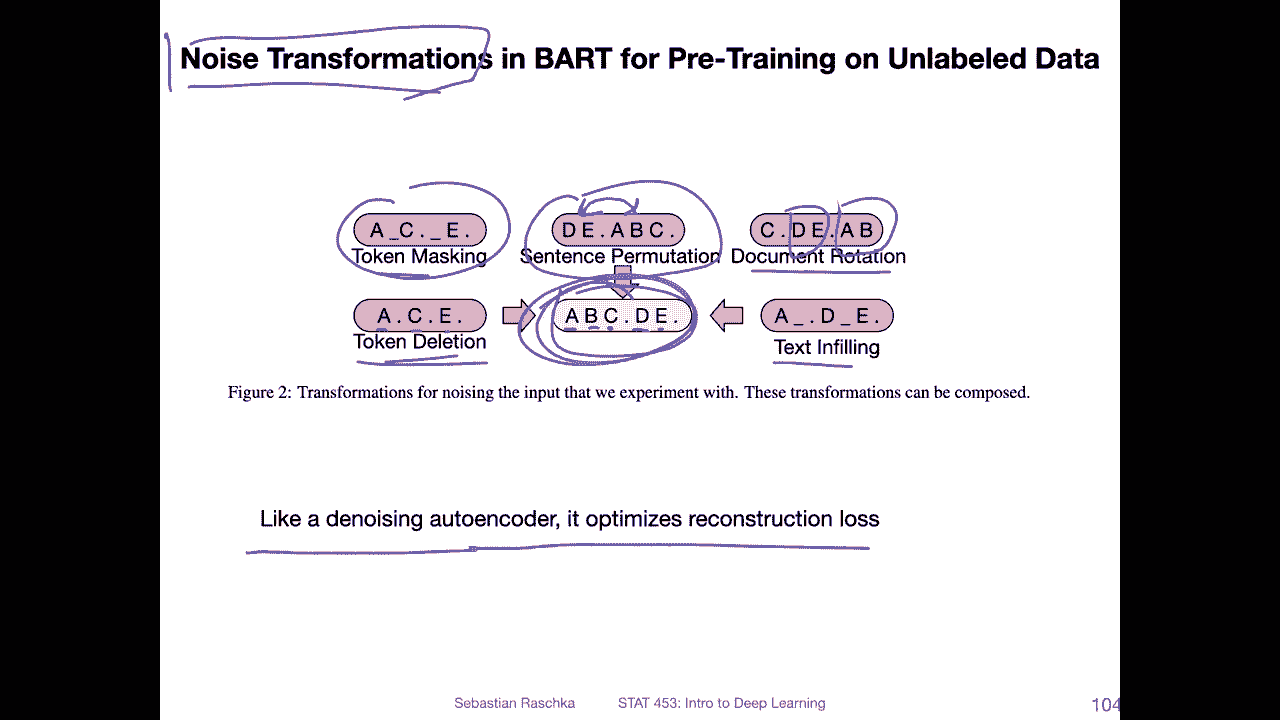 Noise Transformations in BART for Pre-Training on Unlabeled Data
A _ C . _ E .
Token Masking
D E . A B C .
Sentence Permutation
C . D E . A B
Document Rotation
A . C . E .
Token Deletion
A B C . D E .
A _ . D _ E .
Text Infilling
Figure 2: Transformations for noising the input that we experiment with. These transformations can be composed.
Like a denoising autoencoder, it optimizes reconstruction loss
Sebastian Raschka STAT 453: Intro to Deep Learning 104